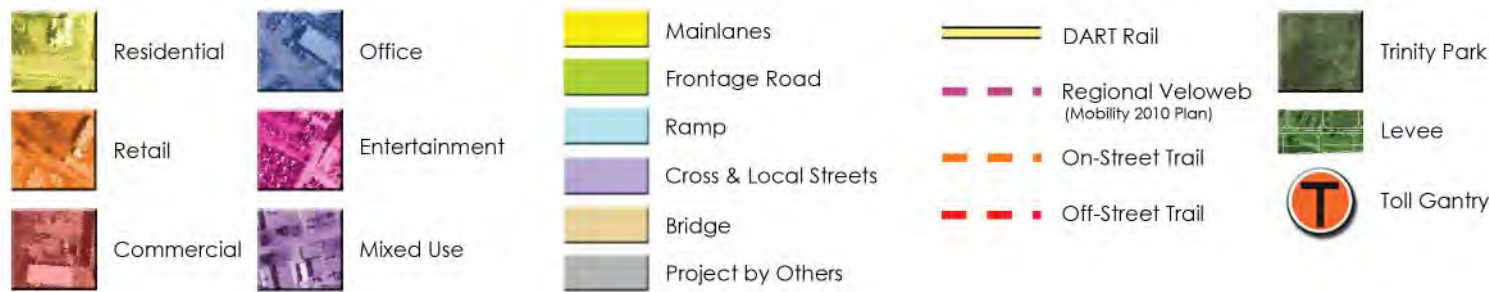 Residential
Retail
Commercial
Office
Entertainment
Mixed Use
Mainlanes
Frontage Road
Ramp
Cross & Local Streets
Bridge
Project by Others
DART Rail
Regional Veloweb
(Mobility 2010 Plan)
On-Street Trail
Off-Street Trail
Trinity Park
Levee
T
Toll Gantry